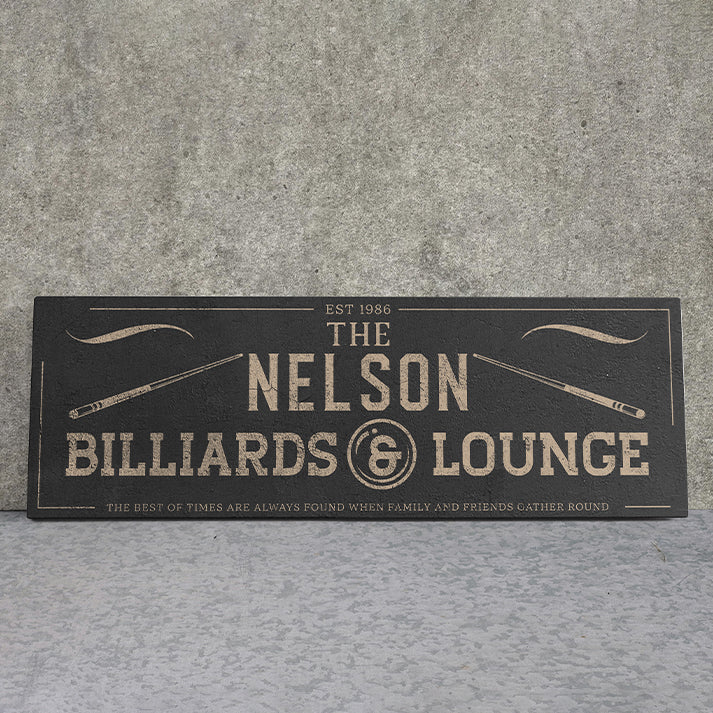 EST 1986
THE
NELSON
BILLIARDS & LOUNGE
THE BEST OF TIMES ARE ALWAYS FOUND WHEN FAMILY AND FRIENDS GATHER ROUND